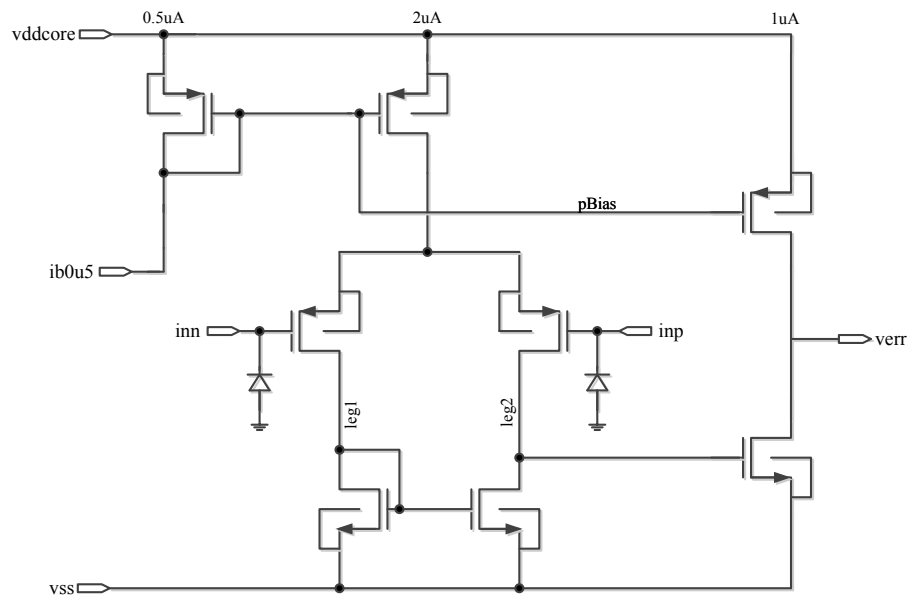 0.5uA
2uA
1uA
vddcore
pBias
ib0u5
inn
inp
verr
leg1
leg2
vss